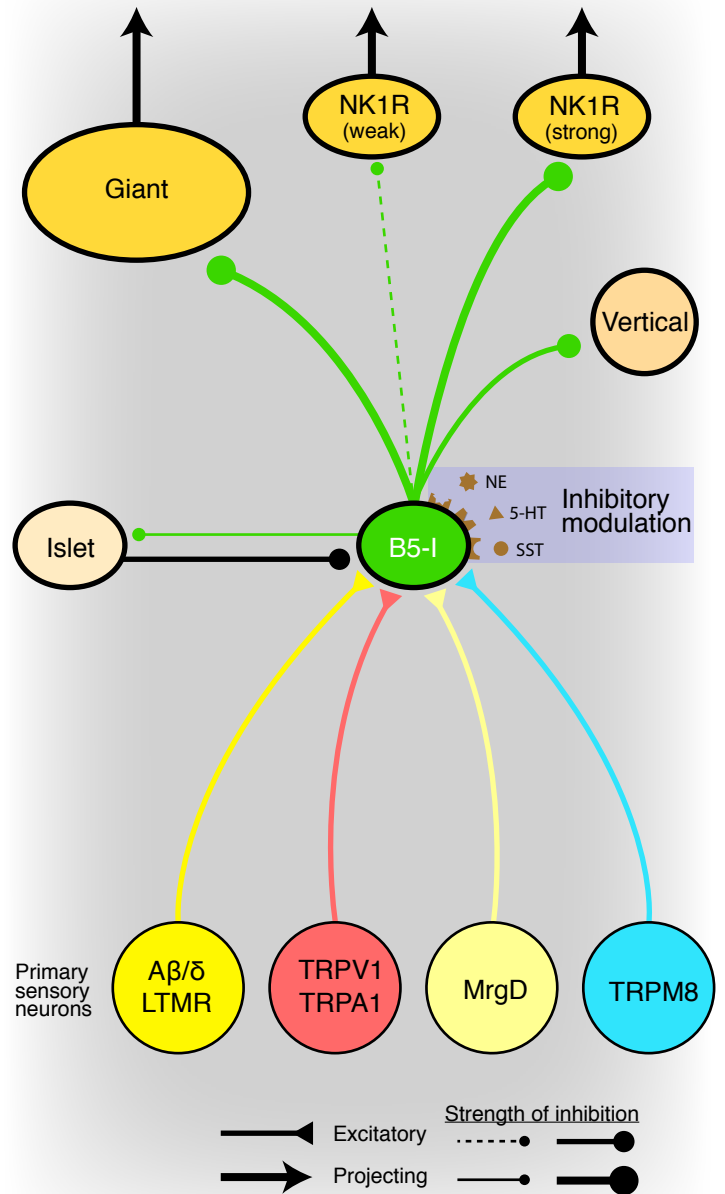 Giant
NK1R
(weak)
NK1R
(strong)
Vertical
NE
5-HT
SST
Inhibitory
modulation
Islet
B5-I
Primary
sensory
neurons
Aβ/δ
LTMR
TRPV1
TRPA1
MrgD
TRPM8
Strength of inhibition
Excitatory
Projecting